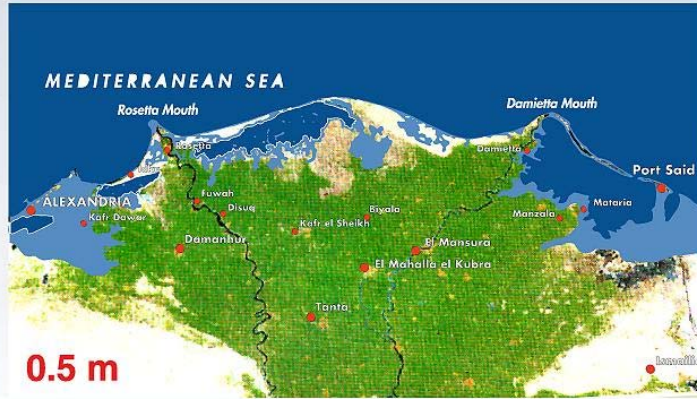 MEDITERRANEAN SEA
Rosetta Mouth
Damietta Mouth
Rosetta
Damietta
Port Said
Fuwah
ALEXANDRIA
Disuq
Biyala
Manzala
Mataria
Kafr Dawar
Kafr el Sheikh
Damanhur
El Mansura
El Mahalla el Kubra
Tanta
0.5 m